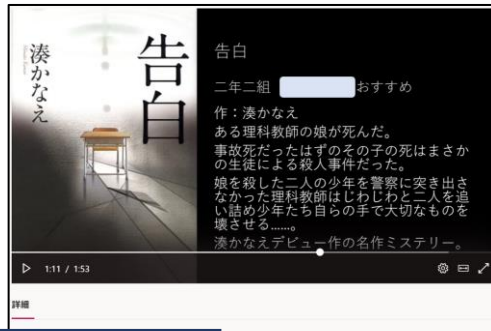 湊かなえ
告白
告白
二年二組 おすすめ
作:湊かなえ
ある理科教師の娘が死んだ。
事故死だったはずのその子の死はまさか
の生徒による殺人事件だった。
娘を殺した二人の少年を警察に突き出さ
なかった理科教師はじわじわと二人を追
い詰め少年たち自らの手で大切なものを
壊させる……。
湊かなえデビュー作の名作ミステリー。
1:11 / 1:53
詳細